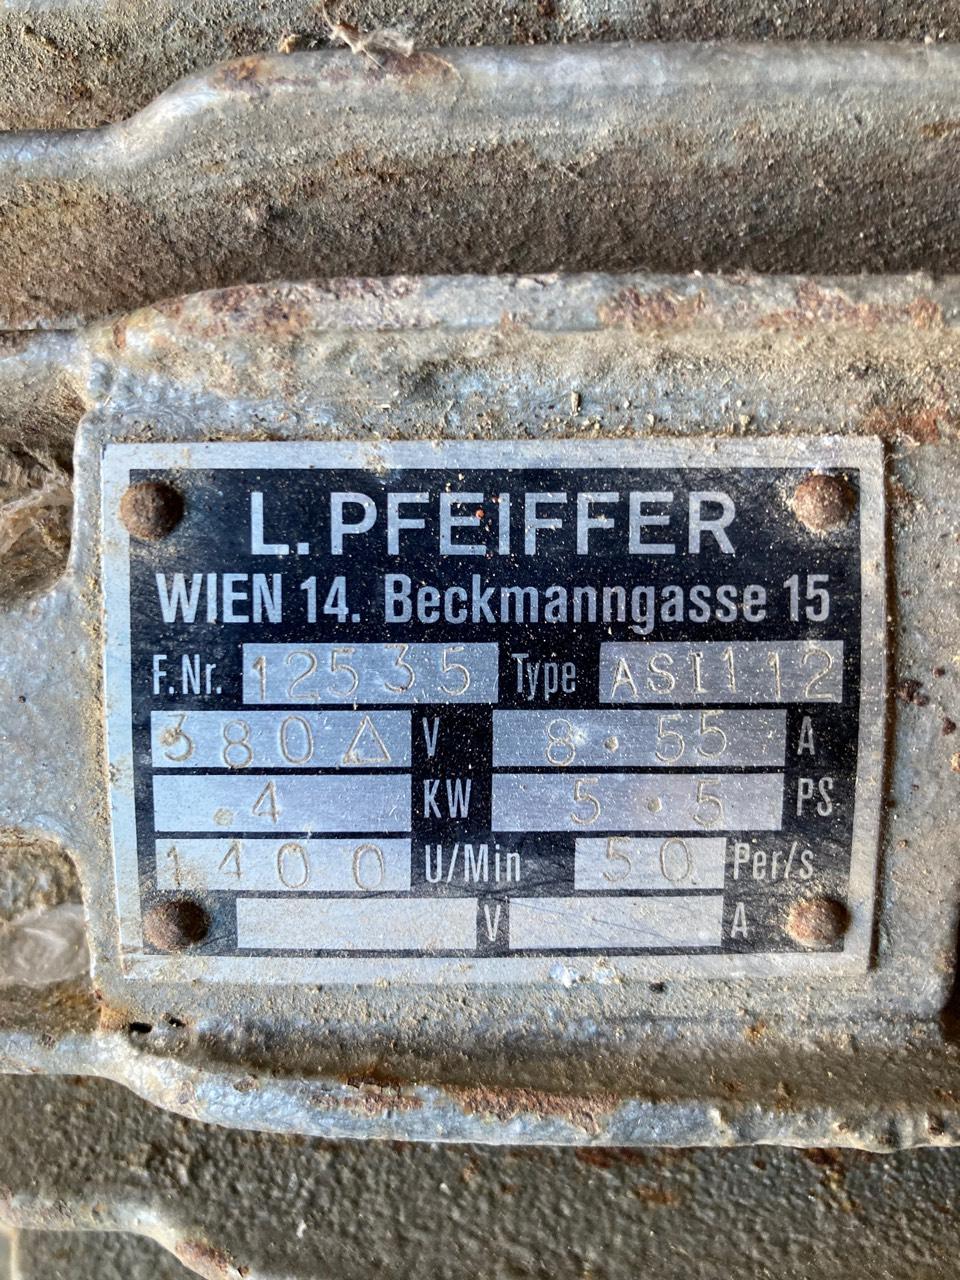 L. PFEIFFER
WIEN 14. Beckmanngasse 15
F.Nr. 12535 Type ASI112
380 △ V 8.55 A
.4 KW 5.5 PS
1400 U/Min 50 Per/s
V A